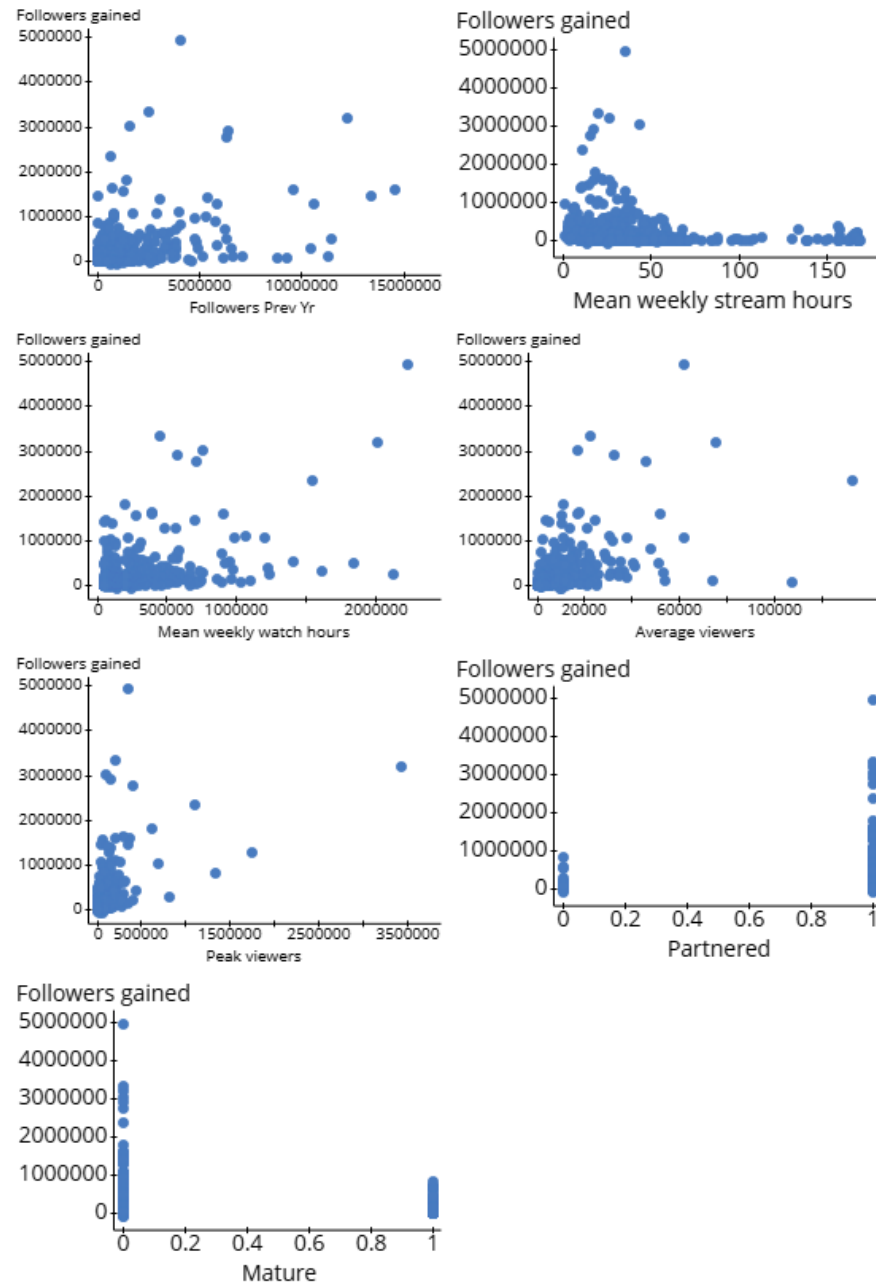 Followers gained
5000000
4000000
3000000
2000000
1000000
0
0 5000000 10000000 15000000
Followers Prev Yr
Followers gained
5000000
4000000
3000000
2000000
1000000
0
0 50 100 150
Mean weekly stream hours
Followers gained
5000000
4000000
3000000
2000000
1000000
0
0 500000 1000000 2000000
Mean weekly watch hours
Followers gained
5000000
4000000
3000000
2000000
1000000
0
0 20000 60000 100000
Average viewers
Followers gained
5000000
4000000
3000000
2000000
1000000
0
0 500000 1500000 2500000 3500000
Peak viewers
Followers gained
5000000
4000000
3000000
2000000
1000000
0
0 0.2 0.4 0.6 0.8 1
Partnered
Followers gained
5000000
4000000
3000000
2000000
1000000
0
0 0.2 0.4 0.6 0.8 1
Mature